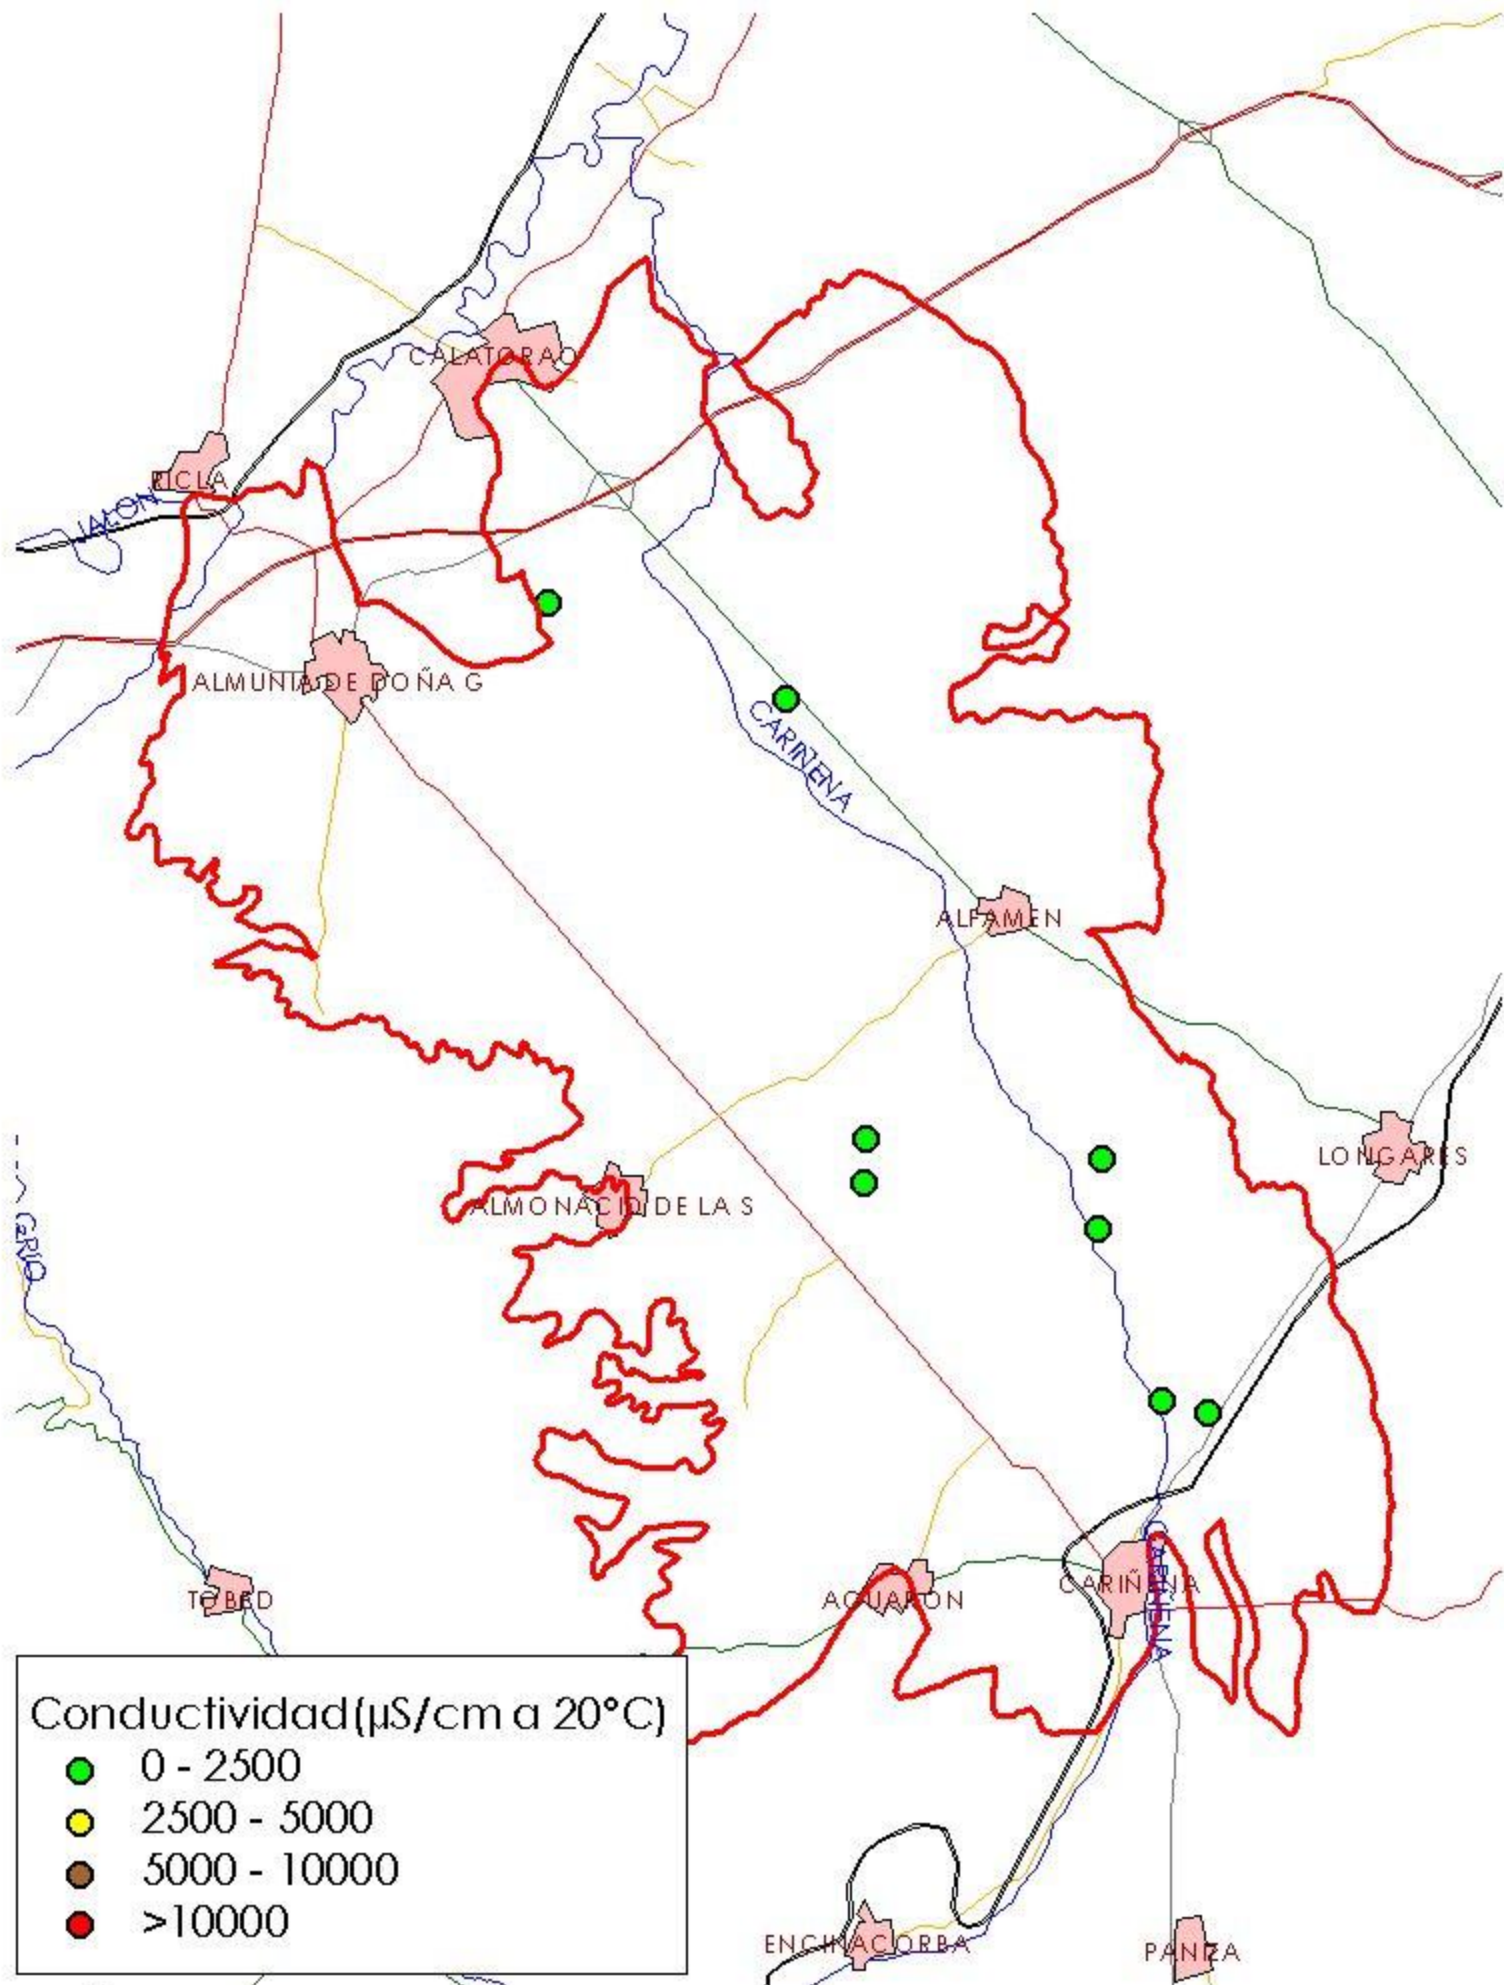 CALATORAO
RICLA
JALON
ALMUNIA DE DOÑA G
CARIÑENA
ALFAMEN
LONGARES
ALMONACID DE LA S
GRIO
TOBED
AGUARON
CARIÑENA
CARIÑENA
Conductividad(µS/cm a 20°C)
0 - 2500
2500 - 5000
5000 - 10000
>10000
ENCINACORBA
PANIZA